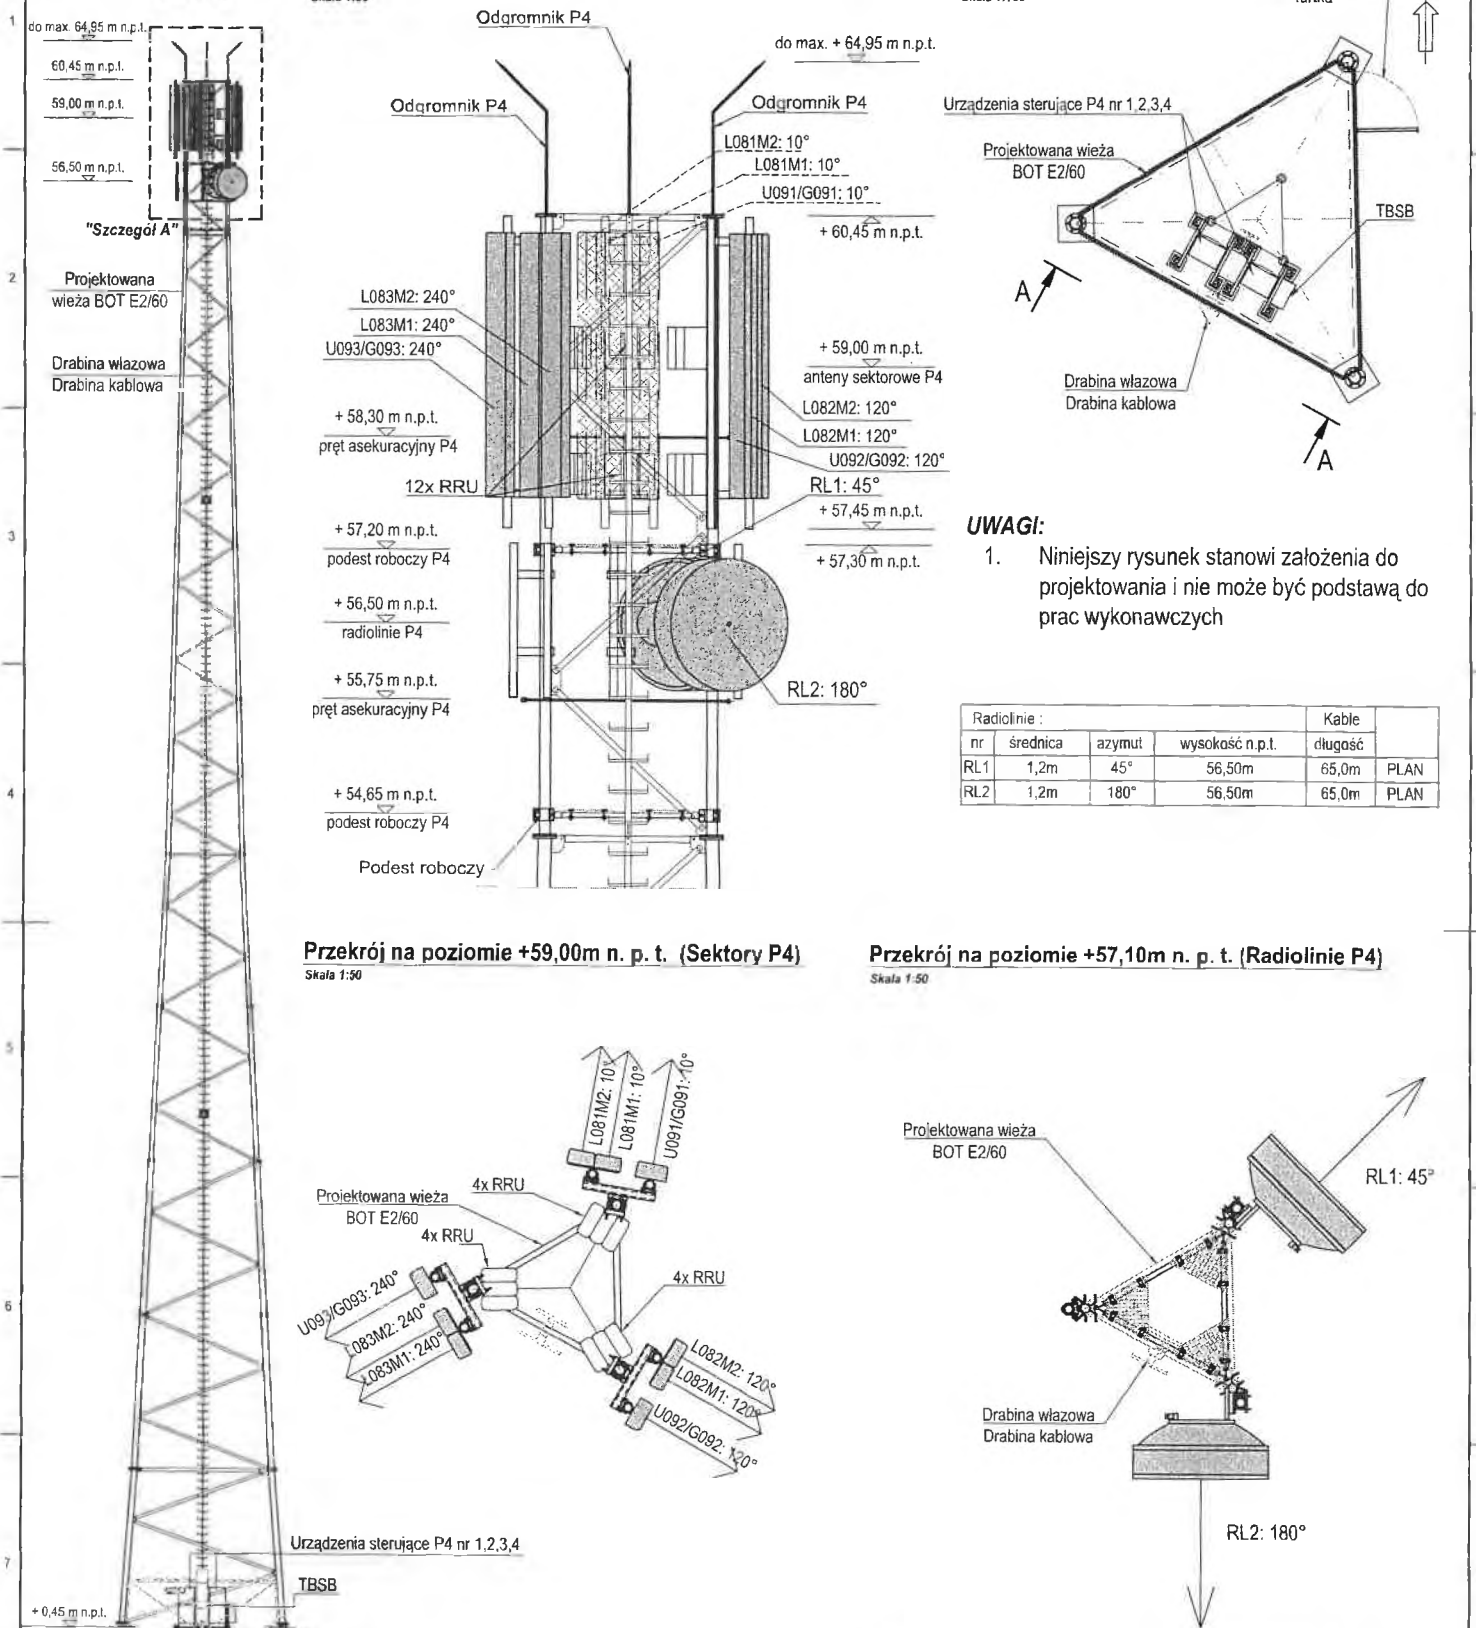 1
do max. 64,95 m n.p.t.
60,45 m n.p.t.
59,00 m n.p.t.
56,50 m n.p.t.
"Szczegół A"
2
Projektowana
wieża BOT E2/60
Drabina włazowa
Drabina kablowa
3
4
5
6
7
Urządzenia sterujące P4 nr 1,2,3,4
TBSB
+ 0,45 m n.p.t.
Odgromnik P4
do max. + 64,95 m n.p.t.
Odgromnik P4
Odgromnik P4
L081M2: 10°
L081M1: 10°
U091/G091: 10°
+ 60,45 m n.p.t.
L083M2: 240°
L083M1: 240°
U093/G093: 240°
+ 59,00 m n.p.t.
anteny sektorowe P4
L082M2: 120°
L082M1: 120°
U092/G092: 120°
+ 58,30 m n.p.t.
pręt asekuracyjny P4
12x RRU
RL1: 45°
+ 57,45 m n.p.t.
+ 57,30 m n.p.t.
+ 57,20 m n.p.t.
podest roboczy P4
+ 56,50 m n.p.t.
radiolinie P4
+ 55,75 m n.p.t.
pręt asekuracyjny P4
RL2: 180°
+ 54,65 m n.p.t.
podest roboczy P4
Podest roboczy
Urządzenia sterujące P4 nr 1,2,3,4
Projektowana wieża
BOT E2/60
TBSB
A
Drabina włazowa
Drabina kablowa
A
UWAGI:
1. Niniejszy rysunek stanowi założenia do
projektowania i nie może być podstawą do
prac wykonawczych
Radiolinie : Kable
nr średnica azymut wysokość n.p.t. długość
RL1 1,2m 45° 56,50m 65,0m PLAN
RL2 1,2m 180° 56,50m 65,0m PLAN
Przekrój na poziomie +59,00m n. p. t. (Sektory P4)
Skala 1:50
L081M2: 10°
L081M1: 10°
U091/G091: 10°
4x RRU
Projektowana wieża
BOT E2/60
4x RRU
4x RRU
U093/G093: 240°
L083M2: 240°
L083M1: 240°
L082M2: 120°
L082M1: 120°
U092/G092: 120°
Przekrój na poziomie +57,10m n. p. t. (Radiolinie P4)
Skala 1:50
Projektowana wieża
BOT E2/60
RL1: 45°
Drabina włazowa
Drabina kablowa
RL2: 180°